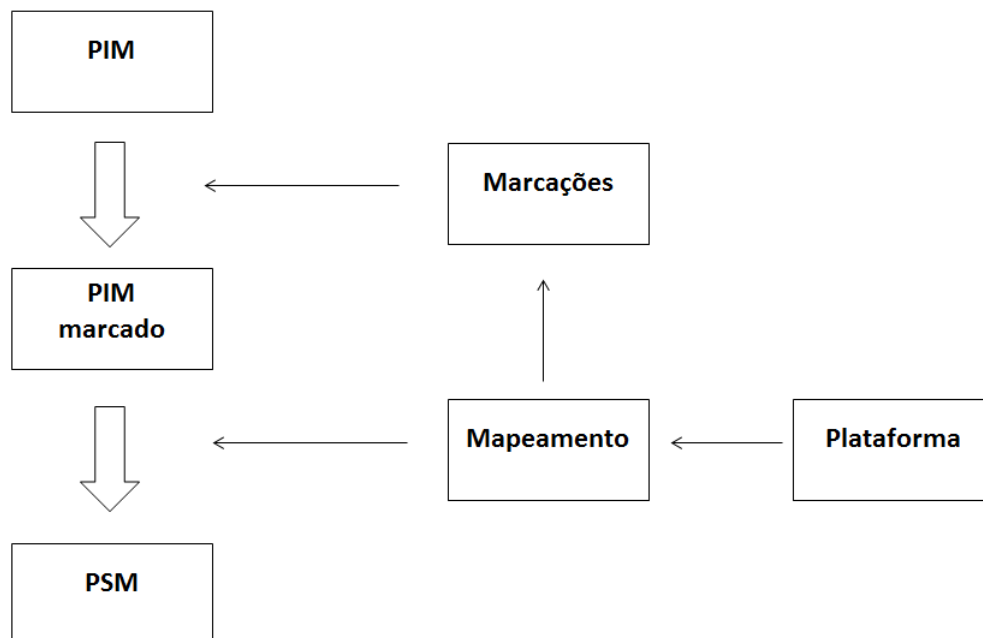 PIM
Marcações
PIM
marcado
Mapeamento
Plataforma
PSM